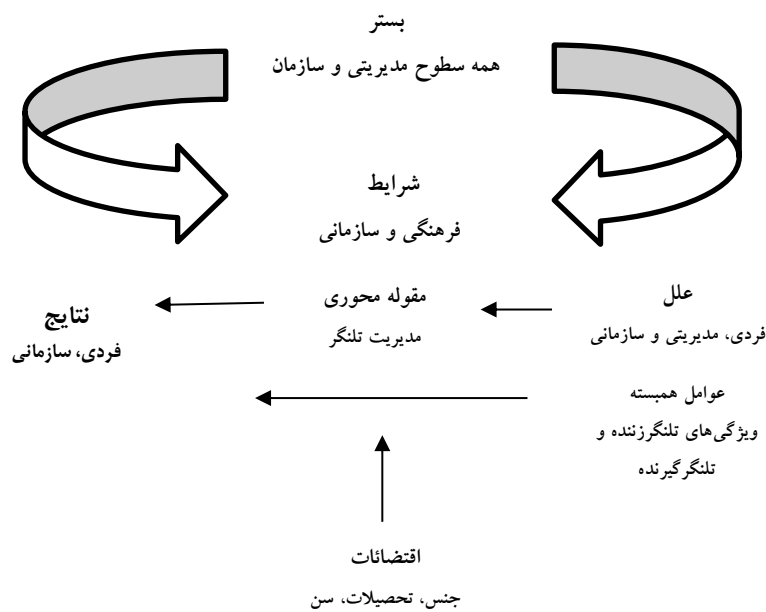 بستر
همه سطوح مدیریتی و سازمان
شرایط
فرهنگی و سازمانی
علل
فردی، مدیریتی و سازمانی
مقوله محوری
مدیریت تلنگر
نتایج
فردی، سازمانی
عوامل همبسته
ویژگی‌های تلنگرزننده و
تلنگرگیرنده
اقتضائات
جنس، تحصیلات، سن